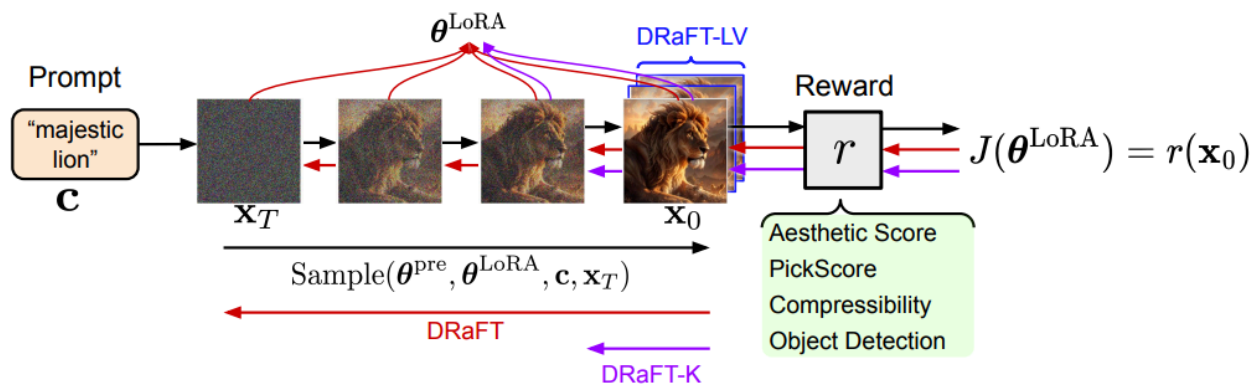 θ^LoRA
DRaFT-LV
Prompt
Reward
“majestic
lion”
c
r
J(θ^LoRA) = r(x_0)
x_T
x_0
Sample(θ^pre, θ^LoRA, c, x_T)
DRaFT
DRaFT-K
Aesthetic Score
PickScore
Compressibility
Object Detection